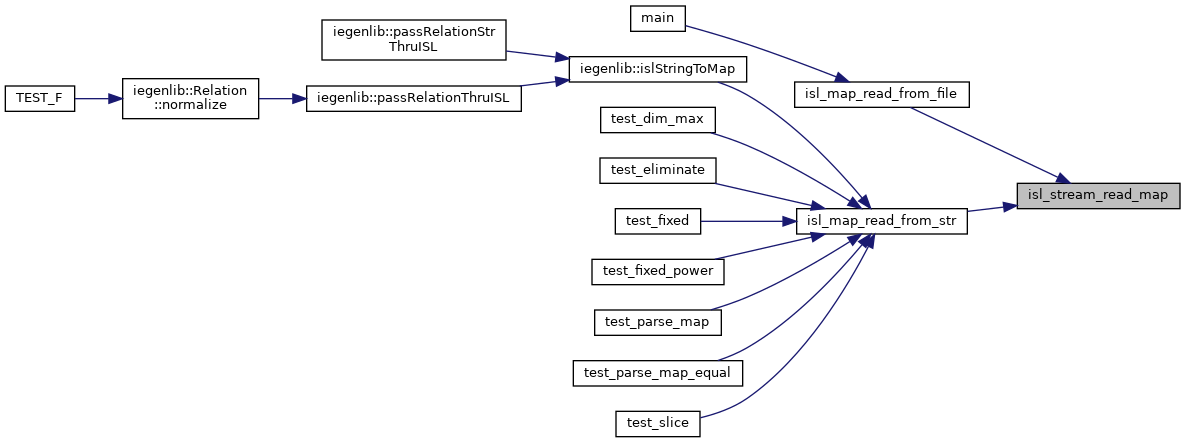 main
iegenlib::passRelationStr
ThruISL
iegenlib::islStringToMap
isl_map_read_from_file
TEST_F
iegenlib::Relation
::normalize
iegenlib::passRelationThruISL
test_dim_max
test_eliminate
isl_stream_read_map
test_fixed
isl_map_read_from_str
test_fixed_power
test_parse_map
test_parse_map_equal
test_slice